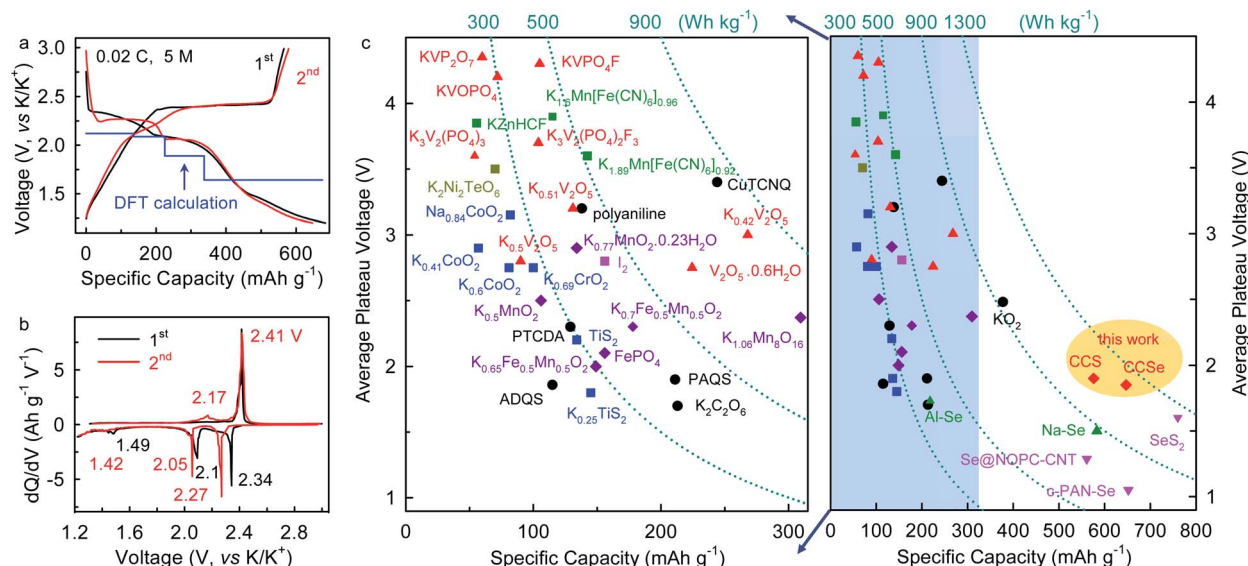 a
0.02 C, 5 M
1st
2nd
DFT calculation
Voltage (V, vs K/K+)
3.0
2.5
2.0
1.5
0 200 400 600
Specific Capacity (mAh g-1)
b
1st
2nd
2.41 V
2.17
1.49
1.42
2.05
2.1
2.27
2.34
dQ/dV (Ah g-1 V-1)
5
0
-5
1.2 1.6 2.0 2.4 2.8
Voltage (V, vs K/K+)
300 500 900 (Wh kg-1)
c
Average Plateau Voltage (V)
4
3
2
1
KVP2O7
KVPO4F
KVOPO4
K1.6Mn[Fe(CN)6]0.96
KZnHCF
K3V2(PO4)3
K3V2(PO4)2F3
K1.89Mn[Fe(CN)6]0.92
K2Ni2TeO6
CuTCNQ
K0.51V2O5
Na0.84CoO2
polyaniline
K0.42V2O5
K0.5V2O5
K0.77MnO2.0.23H2O
K0.41CoO2
I2
V2O5.0.6H2O
K0.6CoO2
K0.69CrO2
K0.5MnO2
K0.7Fe0.5Mn0.5O2
PTCDA
TiS2
K1.06Mn8O16
K0.65Fe0.5Mn0.5O2
FePO4
ADQS
PAQS
K0.25TiS2
K2C2O6
0 100 200 300
Specific Capacity (mAh g-1)
300 500 900 1300 (Wh kg-1)
KO2
this work
CCS
CCSe
Al-Se
Na-Se
SeS2
Se@NOPC-CNT
c-PAN-Se
4
3
2
1
Average Plateau Voltage (V)
0 100 200 300 400 500 600 700 800
Specific Capacity (mAh g-1)